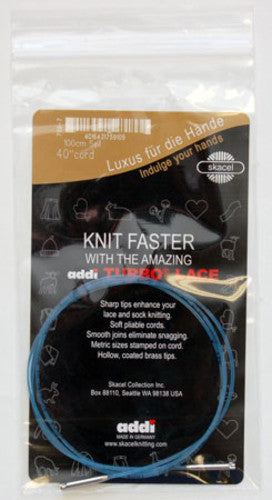 100cm Seil
40"cord
Luxus für die Hände
Indulge your hands
skacel
KNIT FASTER
WITH THE AMAZING
addi TURBO LACE
Sharp tips enhance your
lace and sock knitting.
Soft pliable cords.
Smooth joins eliminate snagging.
Metric sizes stamped on cord.
Hollow, coated brass tips.
Skacel Collection Inc.
Box 88110, Seattle WA 98138 USA
addi
MADE IN GERMANY
www.skacelknitting.com